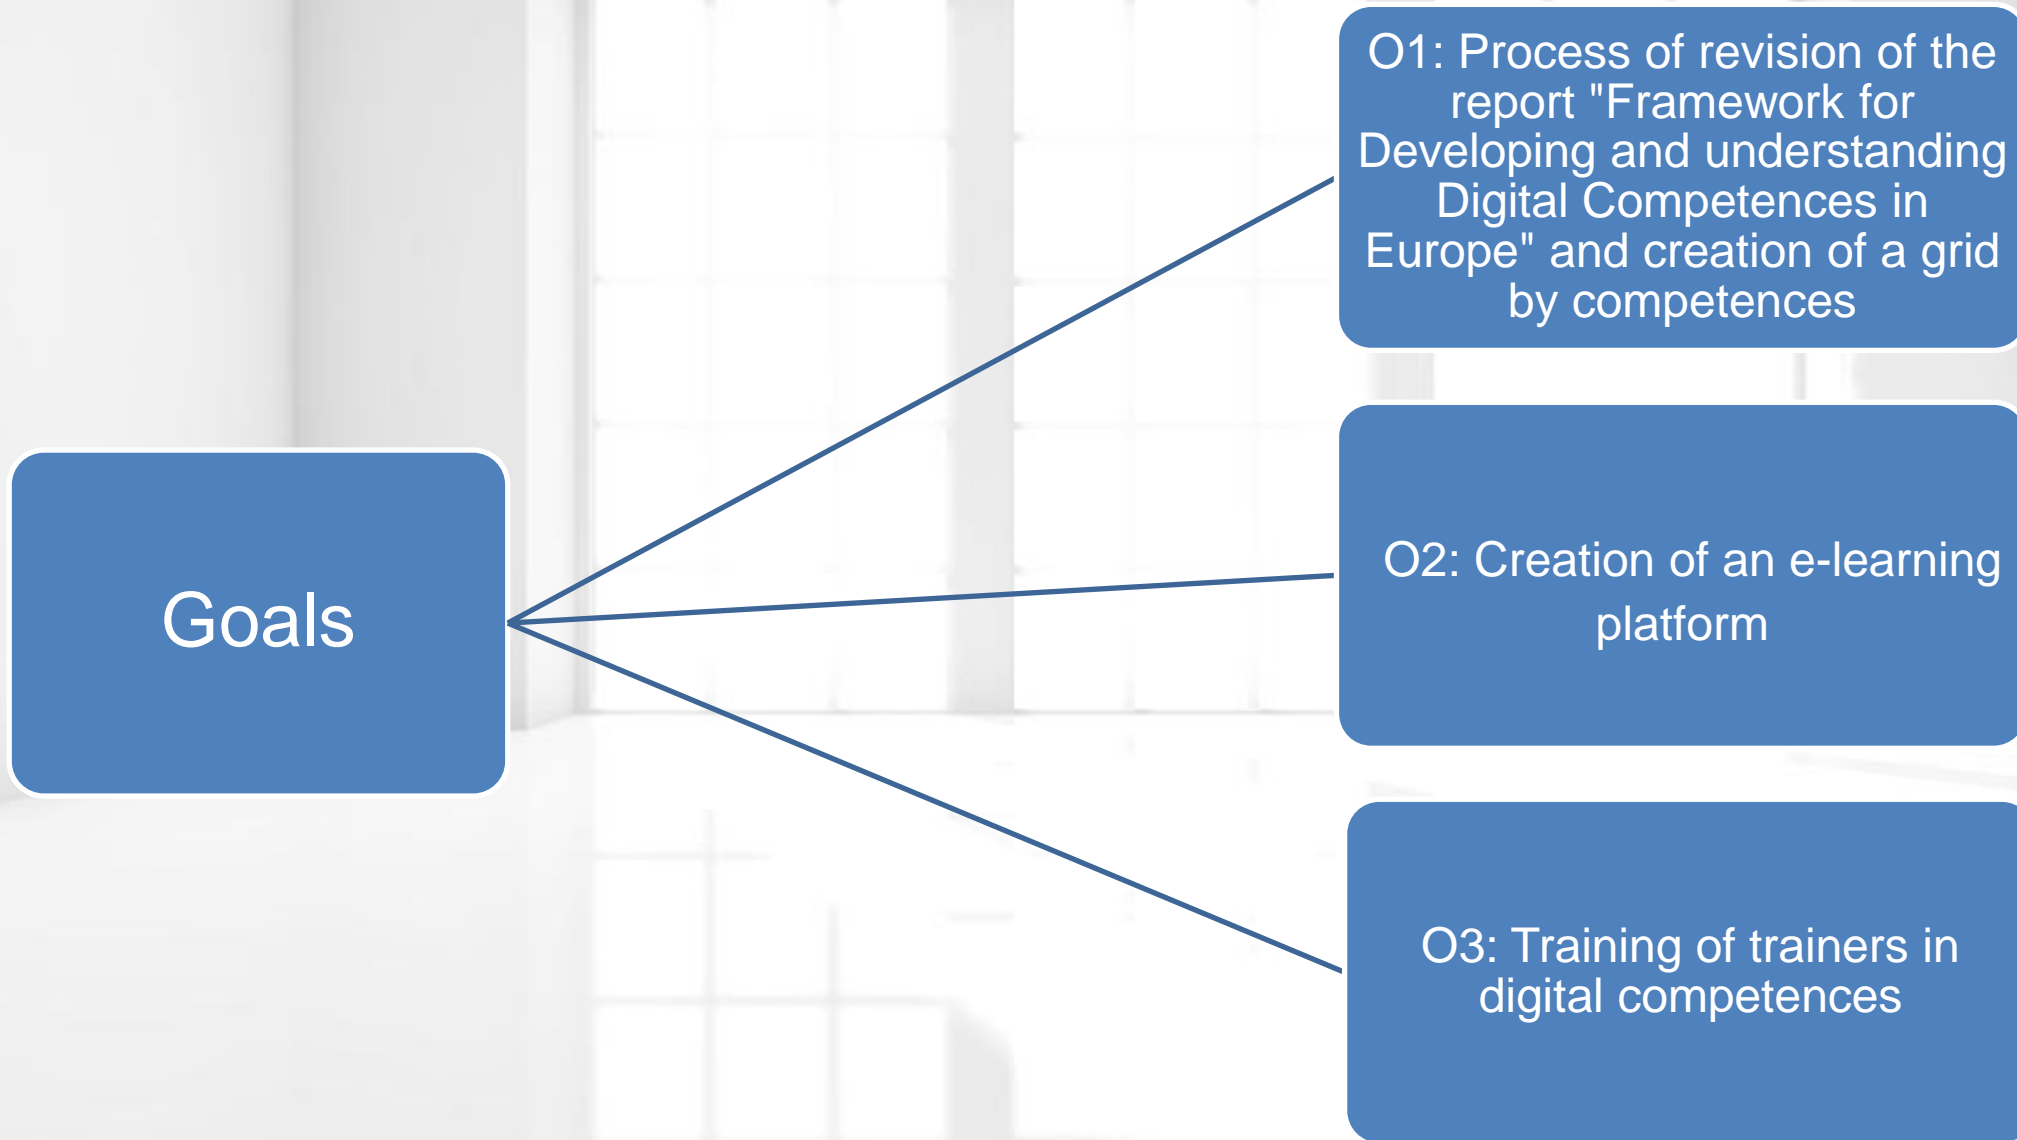 Goals
O1: Process of revision of the
report "Framework for
Developing and understanding
Digital Competences in
Europe" and creation of a grid
by competences
O2: Creation of an e-learning
platform
O3: Training of trainers in
digital competences